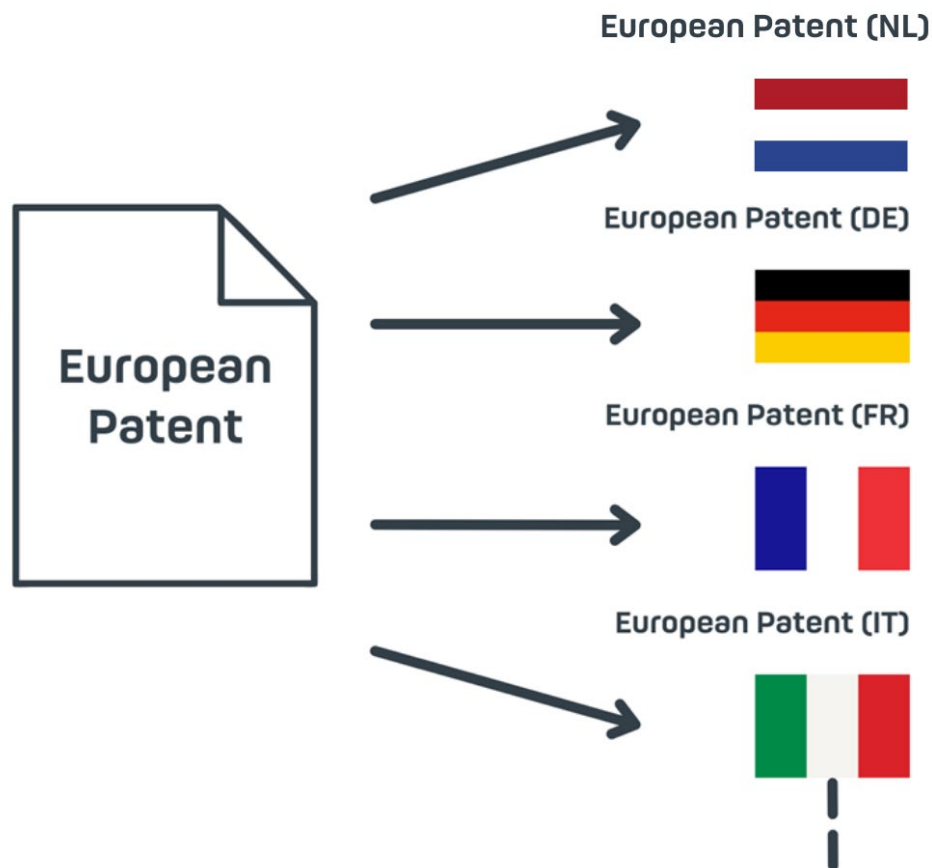 European Patent (NL)
European Patent (DE)
European
Patent
European Patent (FR)
European Patent (IT)